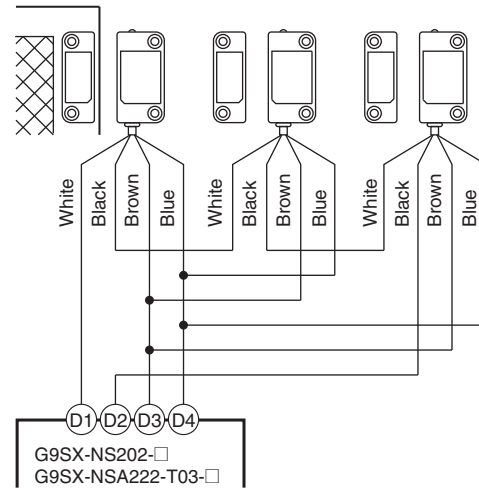 White
Black
Brown
Blue
White
Black
Brown
Blue
White
Black
Brown
Blue
D1 D2 D3 D4
G9SX-NS202-□
G9SX-NSA222-T03-□